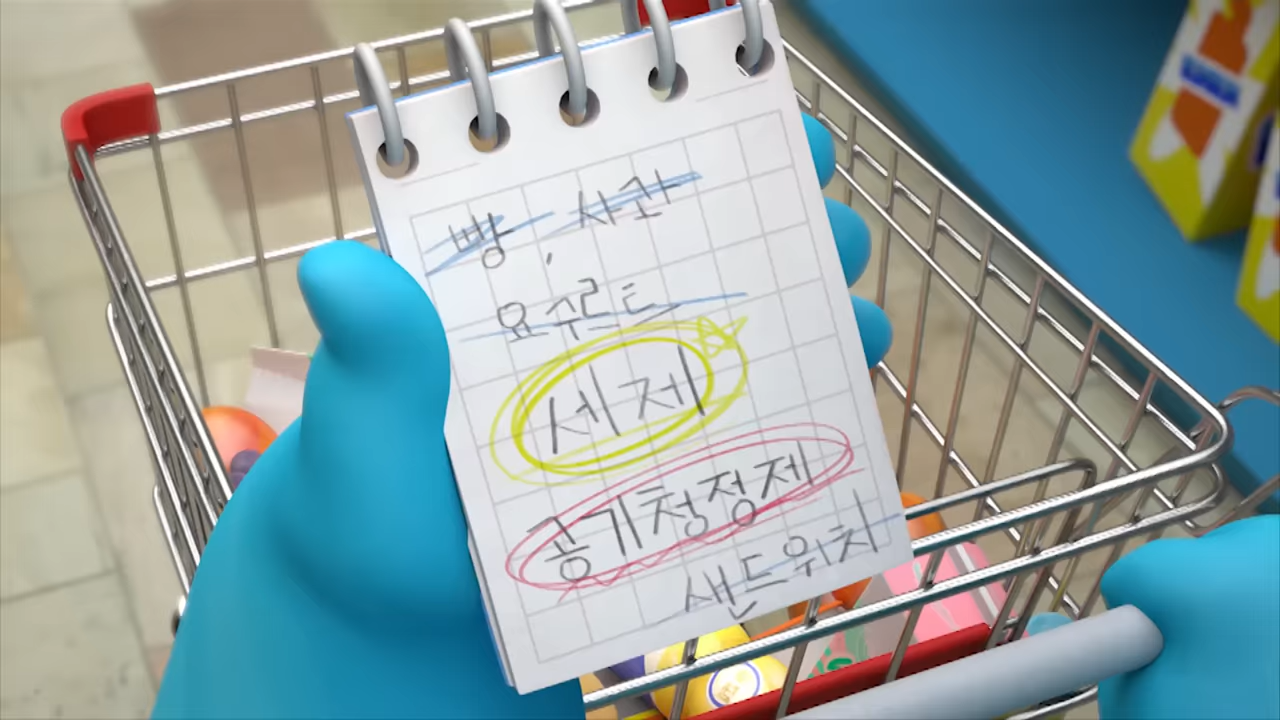 빵, 사과
요구르트
세제
공기청정제
샌드위치